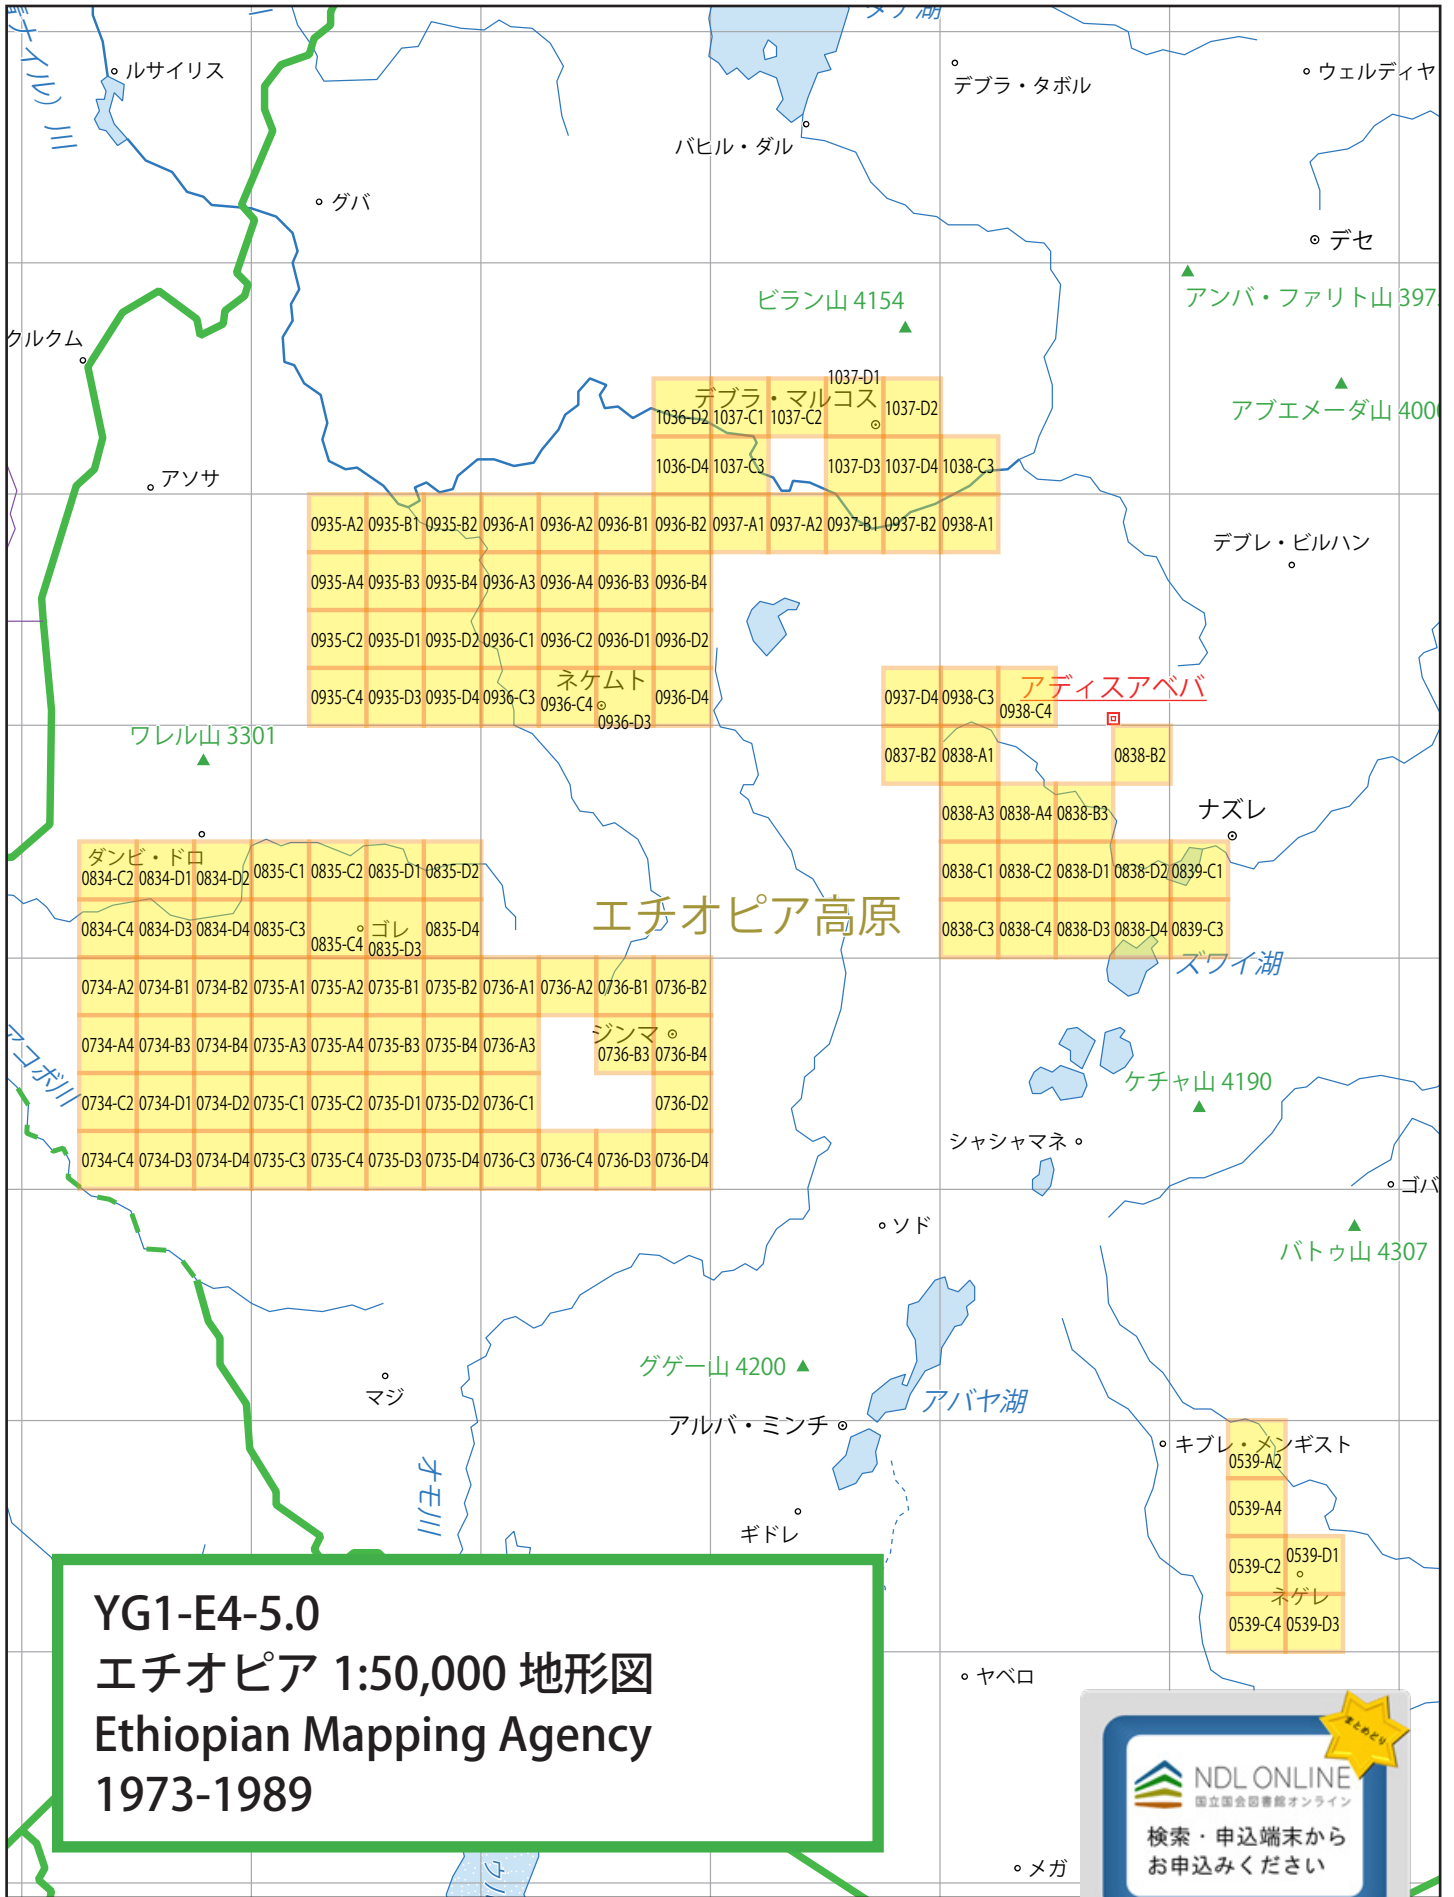 タナ湖
ナイル）川
ルサイリス
デブラ・タボル
ウェルディヤ
バヒル・ダル
グバ
デセ
アンバ・ファリト山 397
ビラン山 4154
クルクム
アブエメーダ山 400
1037-D1
デブラ・マルコス
1036-D2 1037-C1 1037-C2 1037-D2
1036-D4 1037-C3 1037-D3 1037-D4 1038-C3
アソサ
0935-A2 0935-B1 0935-B2 0936-A1 0936-A2 0936-B1 0936-B2 0937-A1 0937-A2 0937-B1 0937-B2 0938-A1
デブレ・ビルハン
0935-A4 0935-B3 0935-B4 0936-A3 0936-A4 0936-B3 0936-B4
0935-C2 0935-D1 0935-D2 0936-C1 0936-C2 0936-D1 0936-D2
ネケムト
アディスアベバ
0935-C4 0935-D3 0935-D4 0936-C3 0936-C4 0936-D3 0936-D4 0937-D4 0938-C3 0938-C4
ワレル山 3301
0837-B2 0838-A1 0838-B2
0838-A3 0838-A4 0838-B3
ナズレ
ダンビ・ドロ
0834-C2 0834-D1 0834-D2 0835-C1 0835-C2 0835-D1 0835-D2 0838-C1 0838-C2 0838-D1 0838-D2 0839-C1
エチオピア高原
ゴレ
0834-C4 0834-D3 0834-D4 0835-C3 0835-C4 0835-D3 0835-D4 0838-C3 0838-C4 0838-D3 0838-D4 0839-C3
ズワイ湖
0734-A2 0734-B1 0734-B2 0735-A1 0735-A2 0735-B1 0735-B2 0736-A1 0736-A2 0736-B1 0736-B2
ジンマ
0734-A4 0734-B3 0734-B4 0735-A3 0735-A4 0735-B3 0735-B4 0736-A3 0736-B3 0736-B4
アコボ川
ケチャ山 4190
0734-C2 0734-D1 0734-D2 0735-C1 0735-C2 0735-D1 0735-D2 0736-C1 0736-D2
シャシャマネ
0734-C4 0734-D3 0734-D4 0735-C3 0735-C4 0735-D3 0735-D4 0736-C3 0736-C4 0736-D3 0736-D4
ゴバ
ソド
バトゥ山 4307
グゲー山 4200
マジ
アバヤ湖
アルバ・ミンチ
キブレ・メンギスト
0539-A2
オモ川
0539-A4
ギドレ
0539-C2 0539-D1
ネゲレ
0539-C4 0539-D3
YG1-E4-5.0
エチオピア 1:50,000 地形図
Ethiopian Mapping Agency
1973-1989
ヤベロ
まとめどり
NDL ONLINE
国立国会図書館オンライン
検索・申込端末から
お申込みください
メガ